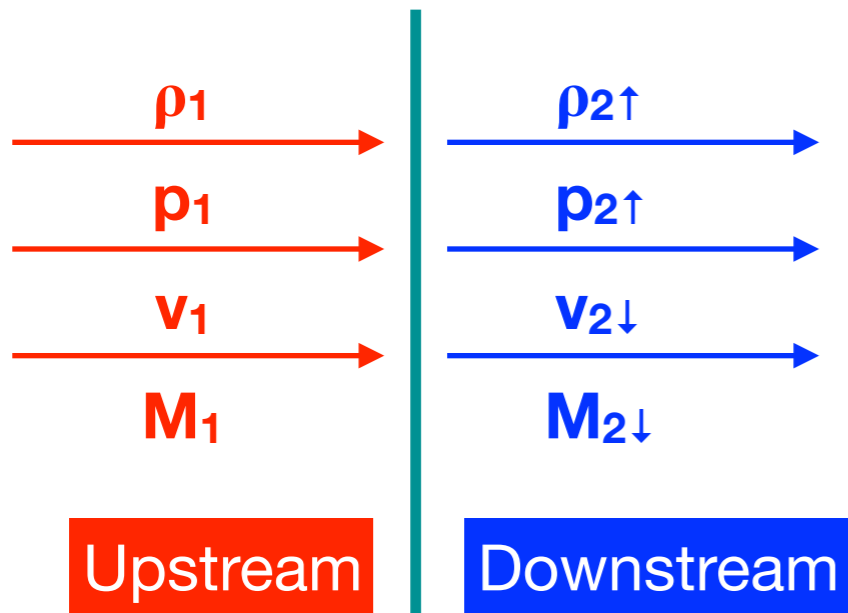 ρ1 ρ2↑
p1 p2↑
v1 v2↓
M1 M2↓
Upstream Downstream